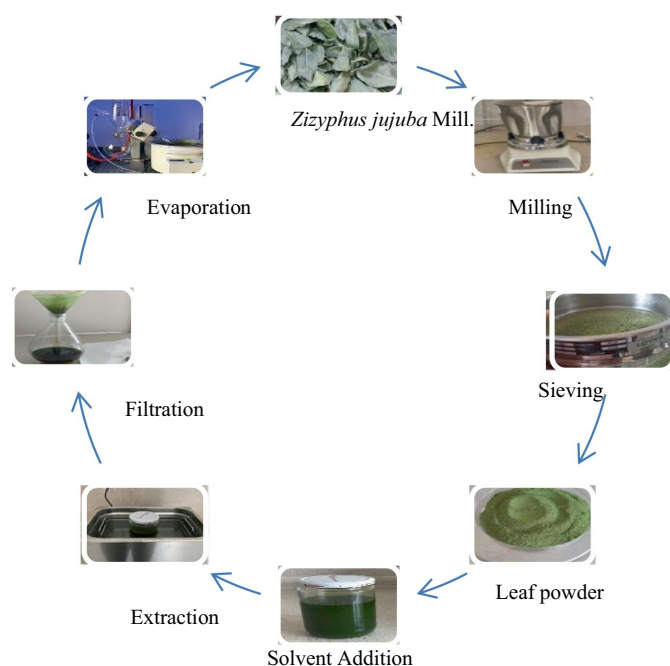 Zizyphus jujuba Mill.
Milling
Sieving
Leaf powder
Solvent Addition
Extraction
Filtration
Evaporation